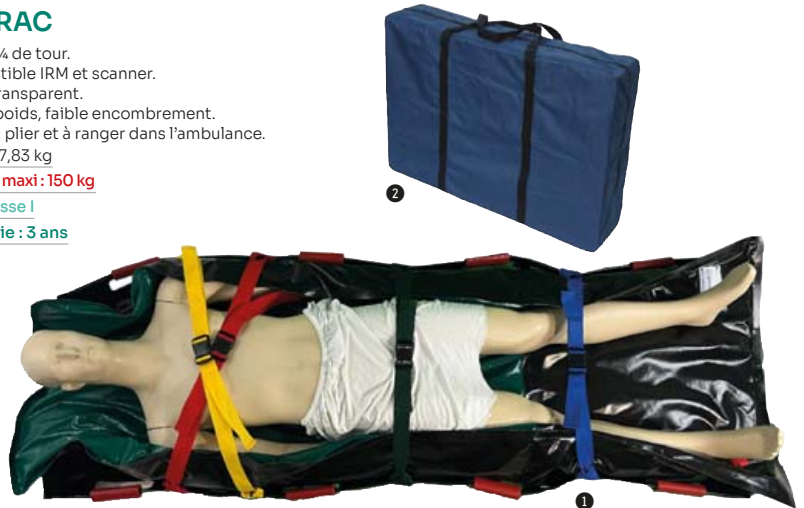 RAC
¼ de tour.
tible IRM et scanner.
ransparent.
poids, faible encombrement.
plier et à ranger dans l'ambulance.
7,83 kg
maxi : 150 kg
sse I
ie : 3 ans
2
1